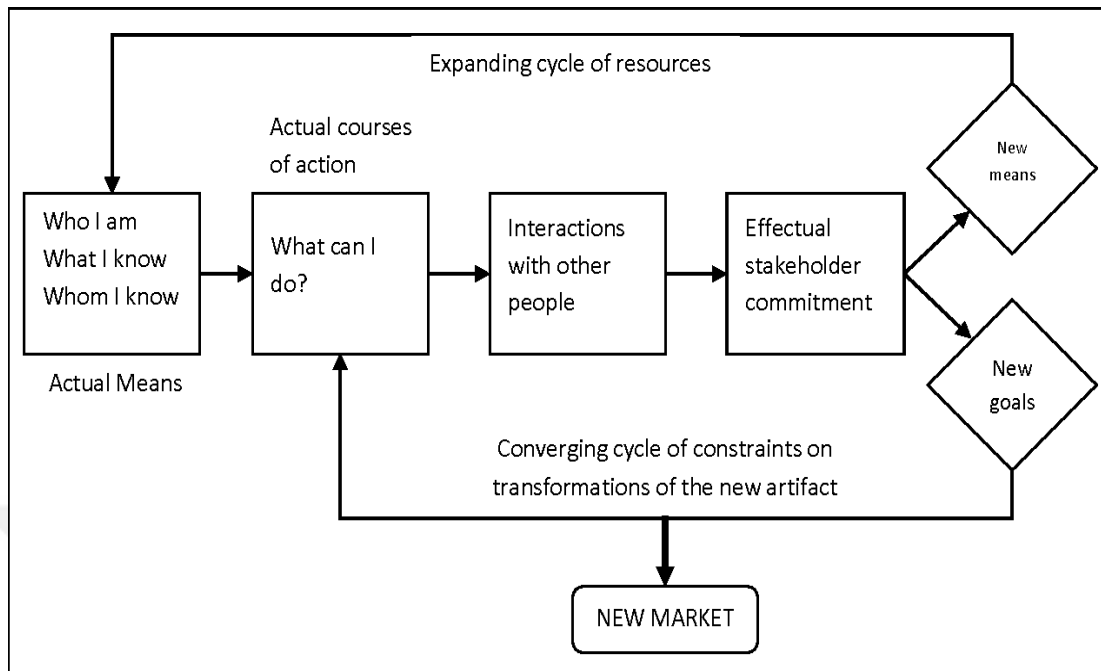 Expanding cycle of resources
Actual courses
of action
New
means
Who I am
What I know
Whom I know
What can I
do?
Interactions
with other
people
Effectual
stakeholder
commitment
Actual Means
New
goals
Converging cycle of constraints on
transformations of the new artifact
NEW MARKET